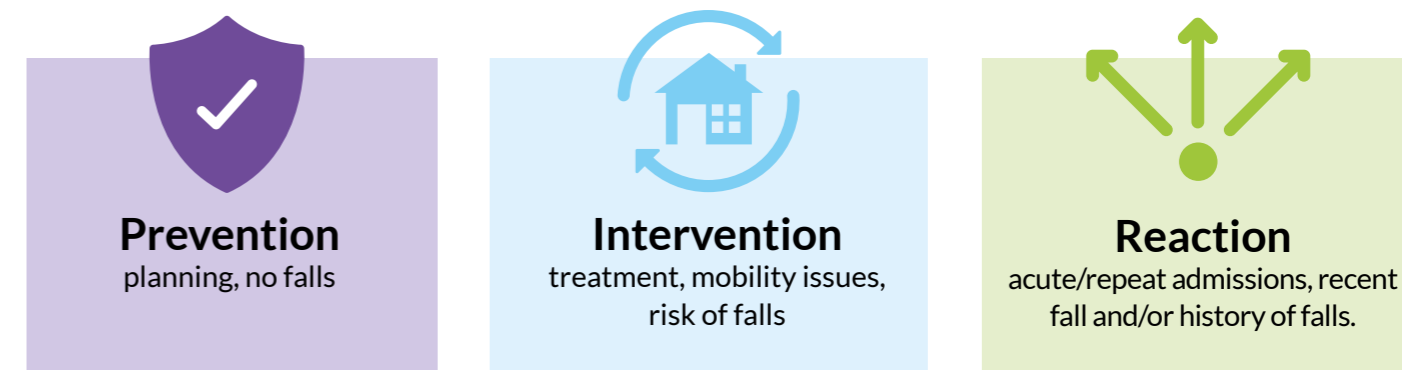 Prevention
planning, no falls
Intervention
treatment, mobility issues,
risk of falls
Reaction
acute/repeat admissions, recent
fall and/or history of falls.